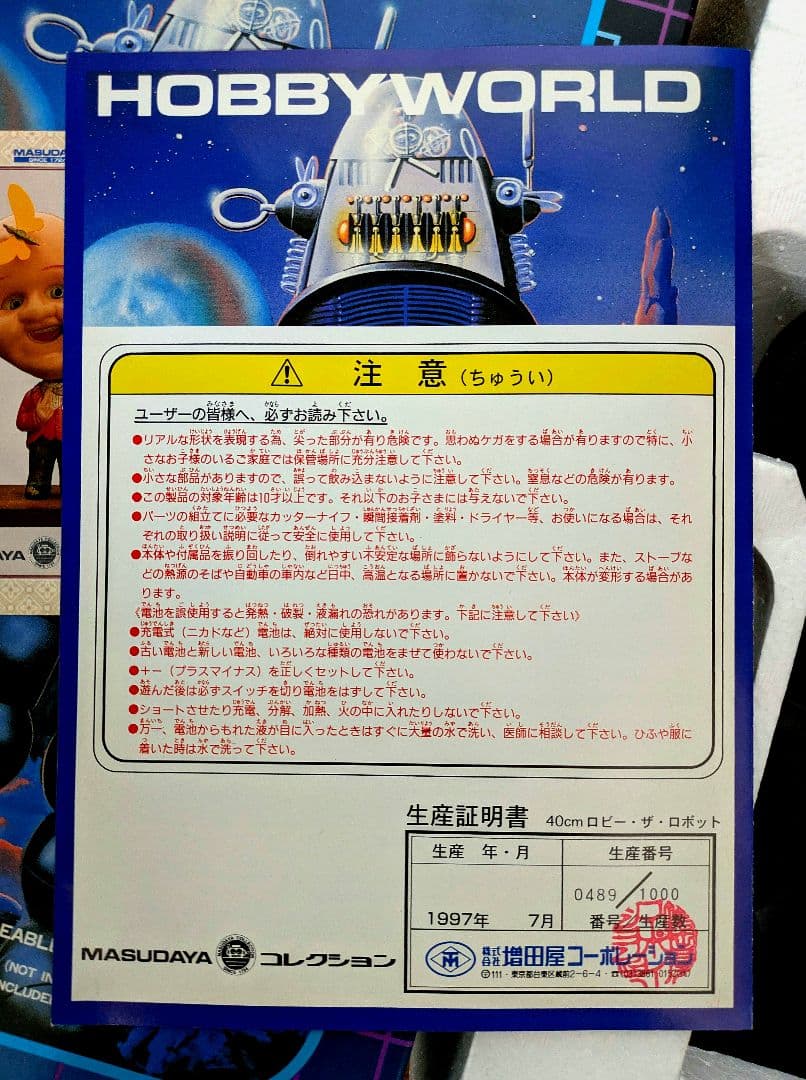 HOBBYWORLD
MASUDAYA
注意(ちゅうい)
ユーザーの皆様へ、必ずお読み下さい。
●リアルな形状を表現する為、尖った部分が有り危険です。思わぬケガをする場合が有りますので特に、小
さなお子様のいるご家庭では保管場所に充分注意して下さい。
●小さな部品がありますので、誤って飲み込まないように注意して下さい。窒息などの危険が有ります。
●この製品の対象年齢は10才以上です。それ以下のお子さまには与えないで下さい。
●パーツの組立てに必要なカッターナイフ・瞬間接着剤・塗料・ドライヤー等、お使いになる場合は、それ
ぞれの取り扱い説明に従って安全に使用して下さい。
●本体や付属品を振り回したり、倒れやすい不安定な場所に飾らないようにして下さい。また、ストーブな
どの熱源のそばや自動車の車内など日中、高温となる場所に置かないで下さい。本体が変形する場合があ
ります。
〈電池を誤使用すると発熱・破裂・液漏れの恐れがあります。下記に注意して下さい〉
●充電式(ニカドなど)電池は、絶対に使用しないで下さい。
●古い電池と新しい電池、いろいろな種類の電池をまぜて使わないで下さい。
●+−(プラスマイナス)を正しくセットして下さい。
●遊んだ後は必ずスイッチを切り電池をはずして下さい。
●ショートさせたり充電、分解、加熱、火の中に入れたりしないで下さい。
●万一、電池からもれた液が目に入ったときはすぐに大量の水で洗い、医師に相談して下さい。ひふや服に
着いた時は水で洗って下さい。
生産証明書 40cmロビー・ザ・ロボット
生産 年・月 生産番号
0489/1000
1997年 7月 番号/生産数
MASUDAYA コレクション
株式会社 増田屋コーポレーション
〒111・東京都台東区蔵前2−6−4・
AYA
EABL
(NOT IN
NCLUDE